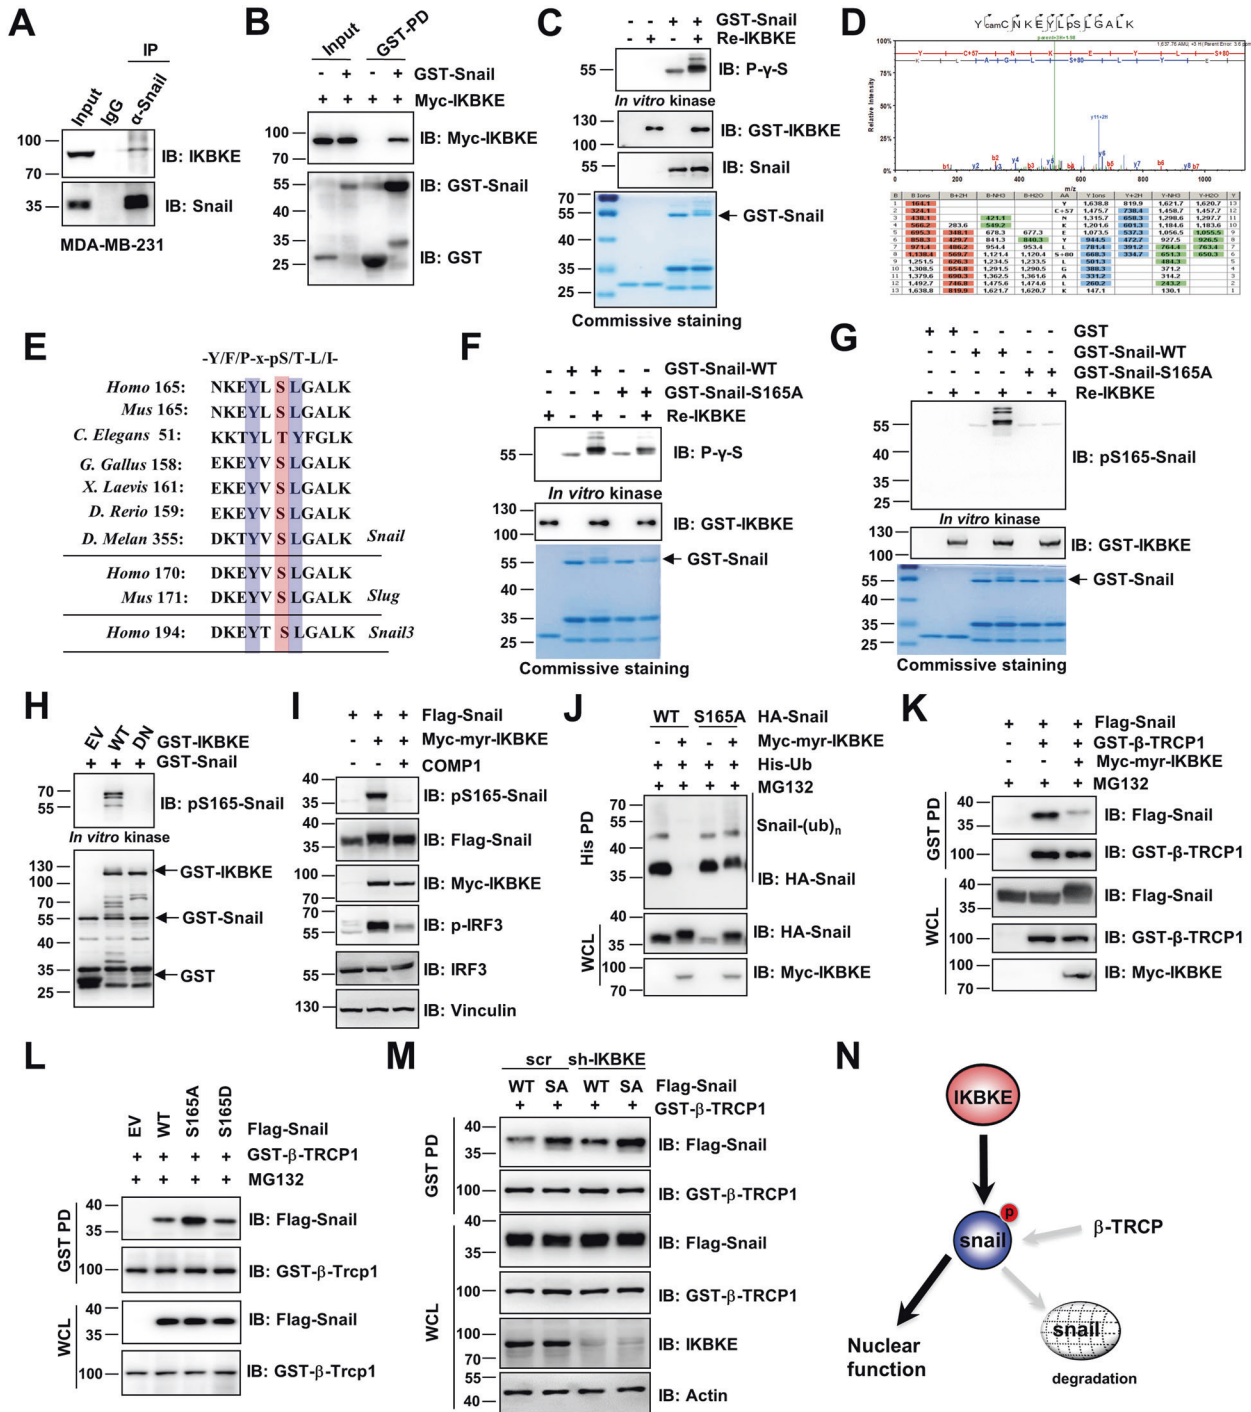 A
IP
Input
IgG
α-Snail
100
70
IB: IKBKE
35
IB: Snail
MDA-MB-231
B
Input
GST-PD
- + - + GST-Snail
+ + + + Myc-IKBKE
100
70
IB: Myc-IKBKE
55
40
35
25
IB: GST-Snail
IB: GST
C
- - + + GST-Snail
- + - + Re-IKBKE
55
IB: P-γ-S
In vitro kinase
130
100
IB: GST-IKBKE
55
IB: Snail
70
55
40
35
25
GST-Snail
Commissive staining
D
Y camC N K E Y L pS L G A L K
Relative Intensity
100%
75%
50%
25%
0%
0 200 400 600 800 1000
m/z
E
-Y/F/P-x-pS/T-L/I-
Homo 165: NKEYL S LGALK
Mus 165: NKEYL S LGALK
C. Elegans 51: KKTYL T YFGLK
G. Gallus 158: EKEYV S LGALK
X. Laevis 161: EKEYV S LGALK
D. Rerio 159: EKEYV S LGALK
D. Melan 355: DKTYV S LGALK Snail
Homo 170: DKEYV S LGALK
Mus 171: DKEYV S LGALK Slug
Homo 194: DKEYT S LGALK Snail3
F
- + + - - GST-Snail-WT
- - - + + GST-Snail-S165A
+ - + - + Re-IKBKE
55
IB: P-γ-S
In vitro kinase
130
100
IB: GST-IKBKE
55
40
35
25
GST-Snail
Commissive staining
G
+ + - - - - GST
- - + + - - GST-Snail-WT
- - - - + + GST-Snail-S165A
- + - + - + Re-IKBKE
55
40
35
25
IB: pS165-Snail
In vitro kinase
130
100
IB: GST-IKBKE
55
40
35
25
GST-Snail
Commissive staining
H
EV WT DN GST-IKBKE
+ + + GST-Snail
70
55
IB: pS165-Snail
In vitro kinase
130
100
70
55
40
35
25
GST-IKBKE
GST-Snail
GST
I
+ + + Flag-Snail
- + + Myc-myr-IKBKE
- - + COMP1
40
35
IB: pS165-Snail
40
35
IB: Flag-Snail
100
70
IB: Myc-IKBKE
70
55
IB: p-IRF3
55
IB: IRF3
130
IB: Vinculin
J
WT S165A HA-Snail
- + - + Myc-myr-IKBKE
+ + + + His-Ub
+ + + + MG132
His PD
70
55
40
35
Snail-(ub)n
IB: HA-Snail
WCL
40
35
IB: HA-Snail
100
70
IB: Myc-IKBKE
K
+ + + Flag-Snail
- + + GST-β-TRCP1
- - + Myc-myr-IKBKE
+ + + MG132
GST PD
40
35
IB: Flag-Snail
100
IB: GST-β-TRCP1
WCL
40
35
IB: Flag-Snail
100
IB: GST-β-TRCP1
100
70
IB: Myc-IKBKE
L
EV WT S165A S165D Flag-Snail
+ + + + GST-β-TRCP1
+ + + + MG132
GST PD
40
35
IB: Flag-Snail
100
IB: GST-β-Trcp1
WCL
40
35
IB: Flag-Snail
100
IB: GST-β-Trcp1
M
scr sh-IKBKE
WT SA WT SA Flag-Snail
+ + + + GST-β-TRCP1
GST PD
40
35
IB: Flag-Snail
100
IB: GST-β-TRCP1
WCL
40
35
IB: Flag-Snail
100
IB: GST-β-TRCP1
100
70
IB: IKBKE
55
40
IB: Actin
N
IKBKE
p
snail
β-TRCP
Nuclear
function
snail
degradation